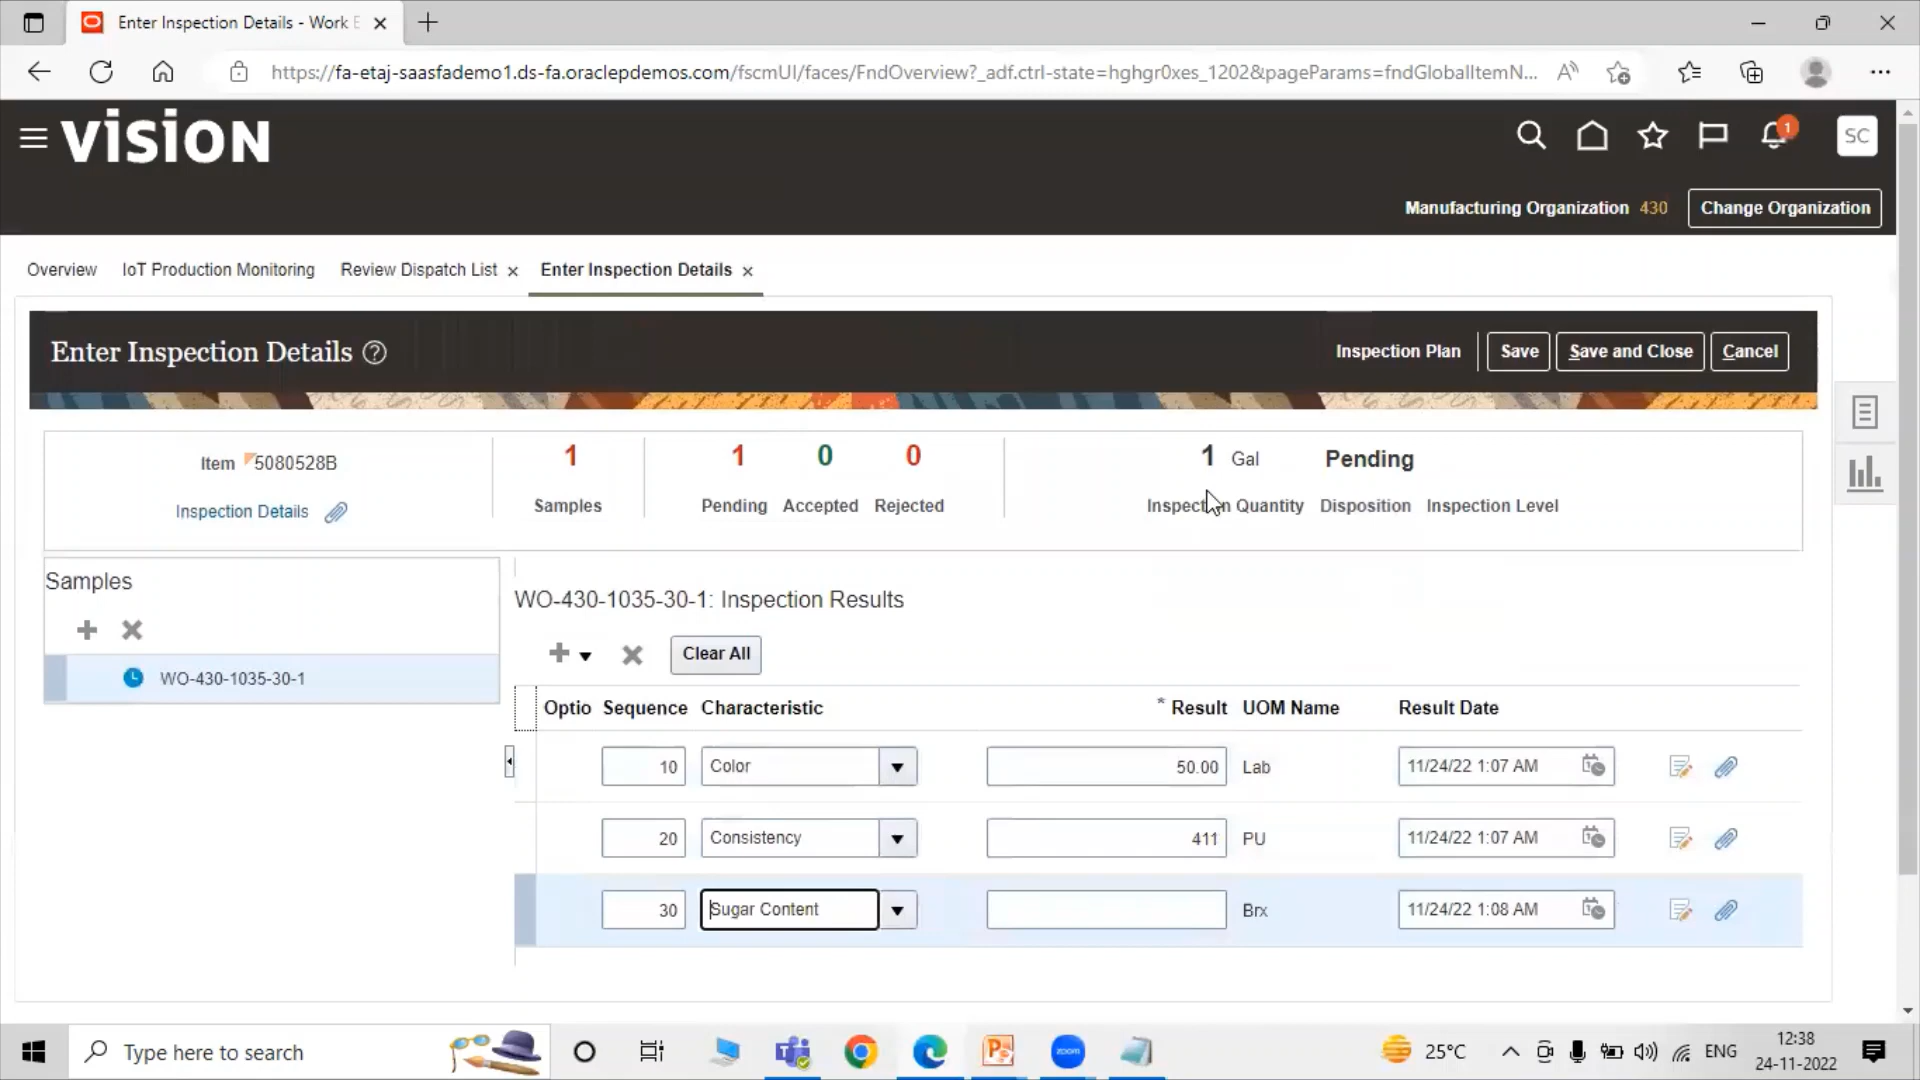 Enter Inspection Details - Work E
https://fa-etaj-saasfademo1.ds-fa.oraclepdemos.com/fscmUI/faces/FndOverview?_adf.ctrl-state=hghgr0xes_1202&pageParams=fndGlobalItemN...
VISION
1
SC
Manufacturing Organization 430 Change Organization
Overview IoT Production Monitoring Review Dispatch List Enter Inspection Details
Enter Inspection Details
Inspection Plan Save Save and Close Cancel
Item 5080528B
Inspection Details
1
Samples
1 0 0
Pending Accepted Rejected
1 Gal Pending
Inspection Quantity Disposition Inspection Level
Samples
WO-430-1035-30-1
WO-430-1035-30-1: Inspection Results
Clear All
Optio Sequence Characteristic * Result UOM Name Result Date
10 Color 50.00 Lab 11/24/22 1:07 AM
20 Consistency 411 PU 11/24/22 1:07 AM
30 Sugar Content Brx 11/24/22 1:08 AM
Type here to search
zoom
25°C
ENG
12:38
24-11-2022